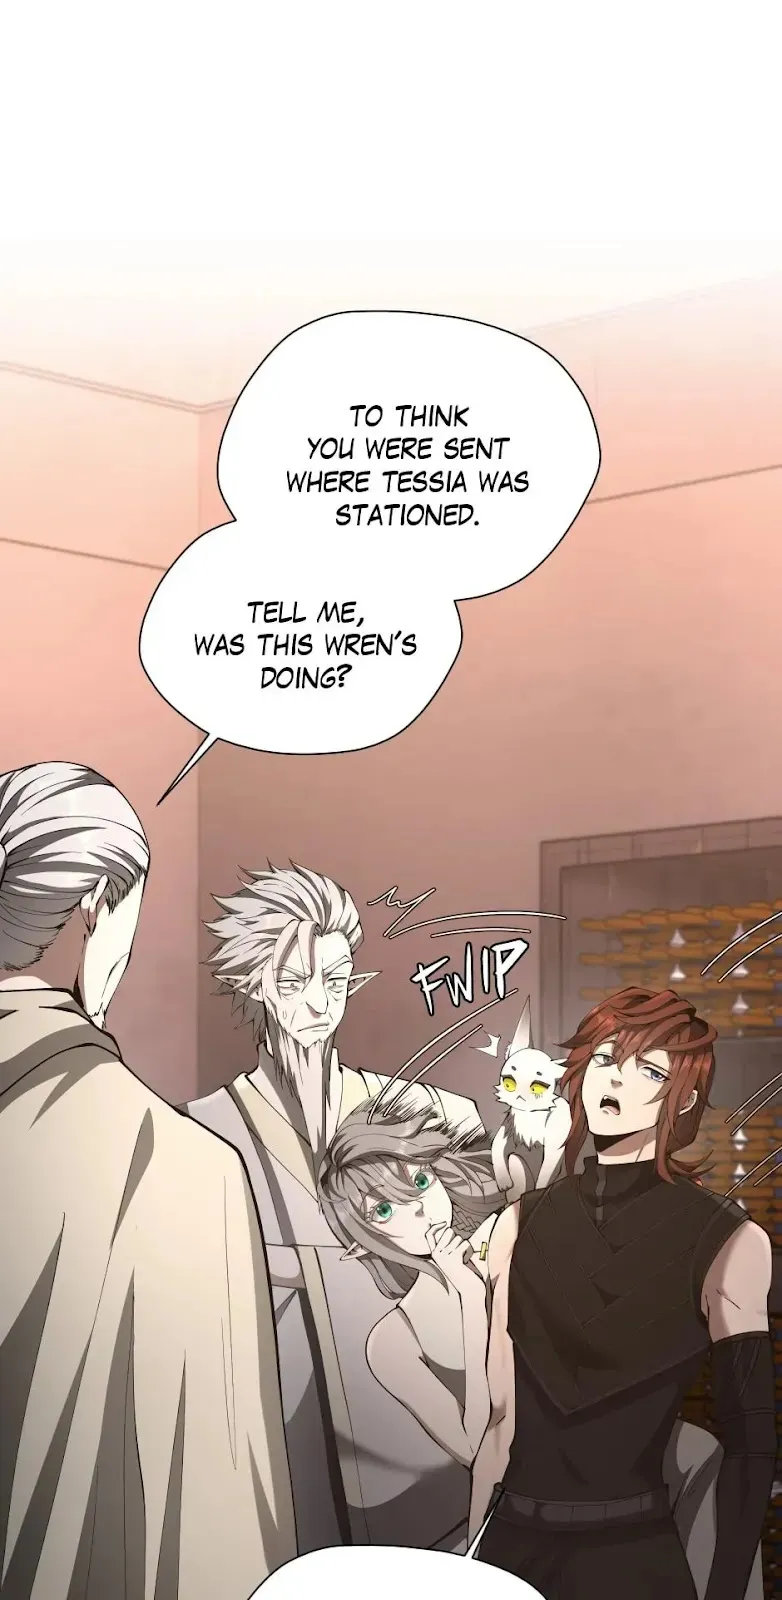 TO THINK
YOU WERE SENT
WHERE TESSIA WAS
STATIONED.
TELL ME,
WAS THIS WREN'S
DOING?
FWIP